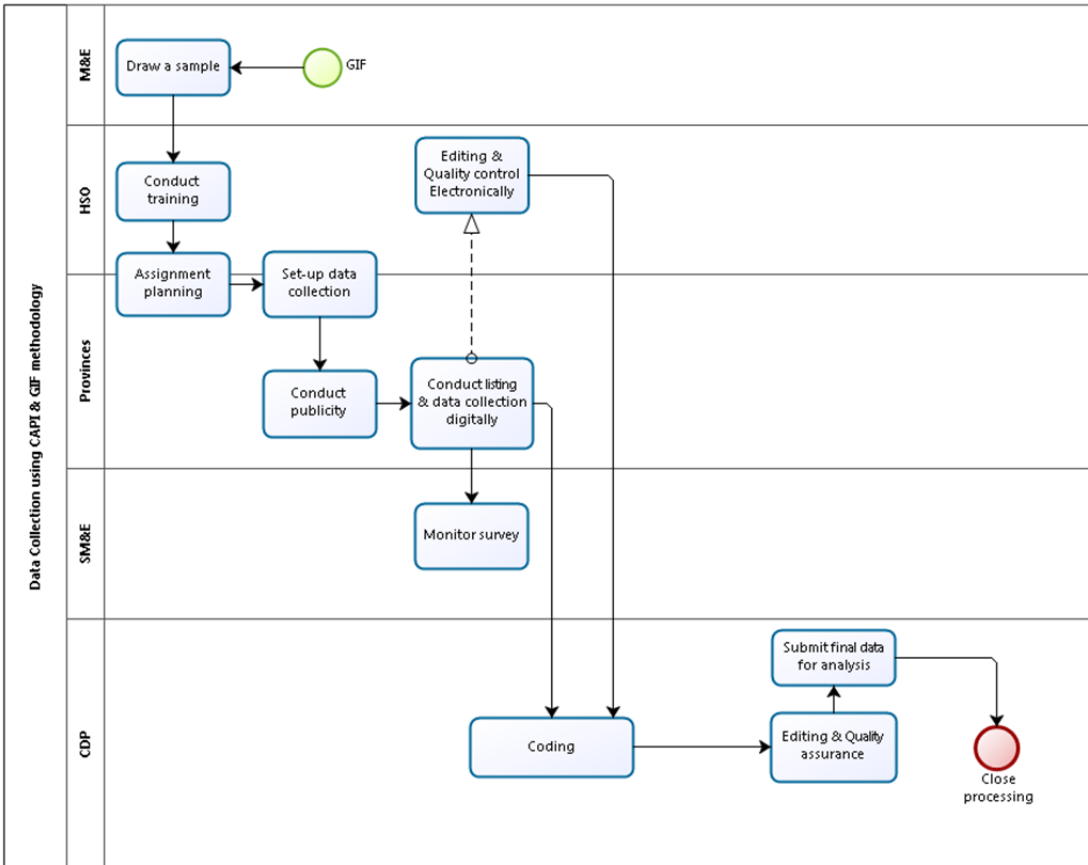 Data Collection using CAPI & GIF methodology
M&E
Draw a sample
GIF
HSO
Conduct
training
Editing &
Quality control
Electronically
Assignment
planning
Set-up data
collection
Provinces
Conduct
publicity
Conduct listing
& data collection
digitally
SM&E
Monitor survey
CDP
Submit final data
for analysis
Coding
Editing & Quality
assurance
Close
processing